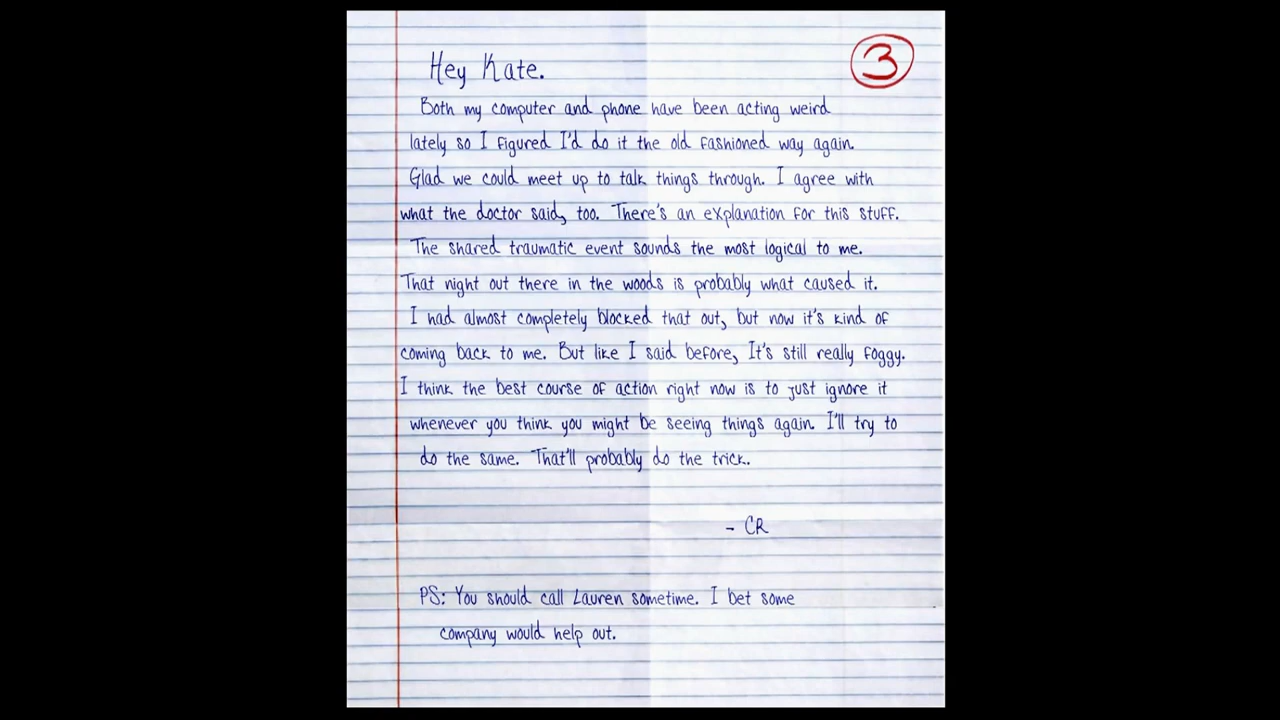 Hey Kate.
3
Both my computer and phone have been acting weird
lately so I figured I'd do it the old fashioned way again.
Glad we could meet up to talk things through. I agree with
what the doctor said, too. There's an explanation for this stuff.
The shared traumatic event sounds the most logical to me.
That night out there in the woods is probably what caused it.
I had almost completely blocked that out, but now it's kind of
coming back to me. But like I said before, It's still really foggy.
I think the best course of action right now is to just ignore it
whenever you think you might be seeing things again. I'll try to
do the same. That'll probably do the trick.
- CR
PS: You should call Lauren sometime. I bet some
company would help out.